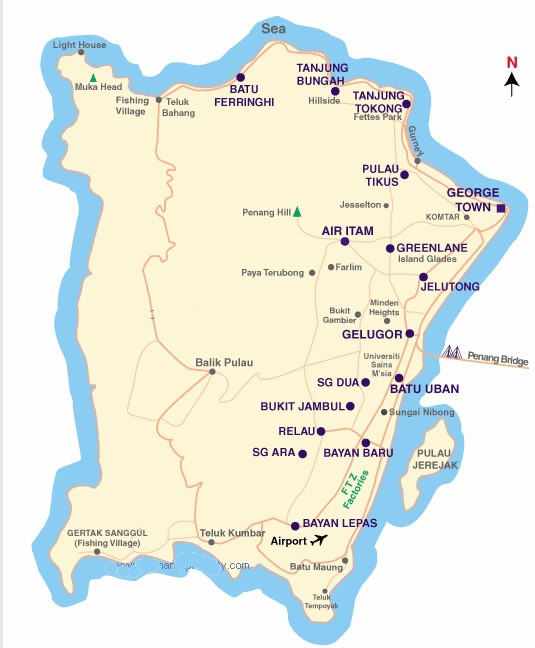 Sea
Light House
N
Muka Head
TANJUNG
BUNGAH
BATU
FERRINGHI
Fishing
Village
Teluk
Bahang
Hillside
TANJUNG
TOKONG
Fettes Park
Gurney
PULAU
TIKUS
GEORGE
TOWN
Jesselton
Penang Hill
KOMTAR
AIR ITAM
GREENLANE
Island Glades
Paya Terubong
Farlim
JELUTONG
Bukit
Gambier
Minden
Heights
GELUGOR
Penang Bridge
Balik Pulau
Universiti
Sains
M'sia
SG DUA
BATU UBAN
BUKIT JAMBUL
Sungai Nibong
RELAU
SG ARA
BAYAN BARU
PULAU
JEREJAK
FTZ
Factories
BAYAN LEPAS
GERTAK SANGGUL
(Fishing Village)
Teluk Kumbar
Airport
Batu Maung
Teluk
Tempoyak